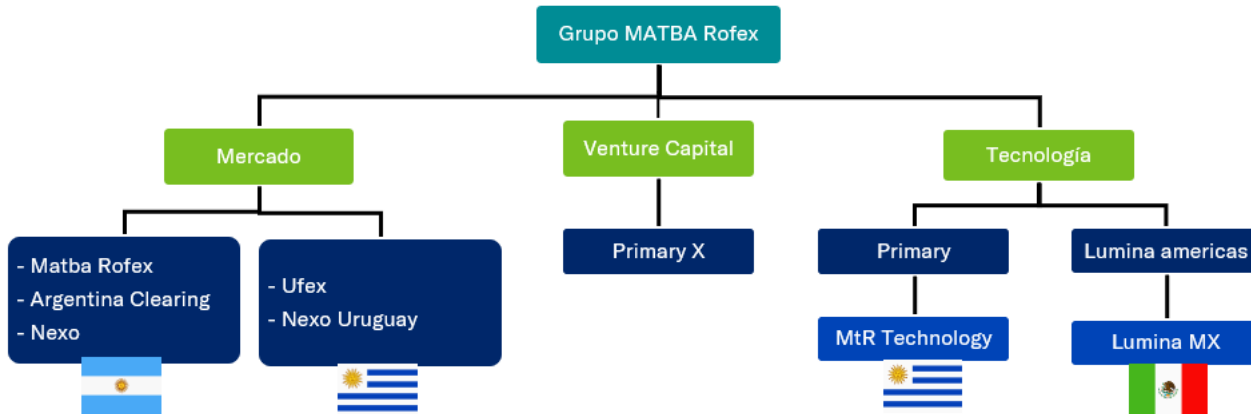 Grupo MATBA Rofex
Mercado
Venture Capital
Tecnología
- Matba Rofex
- Argentina Clearing
- Nexo
- Ufex
- Nexo Uruguay
Primary X
Primary
Lumina americas
MtR Technology
Lumina MX